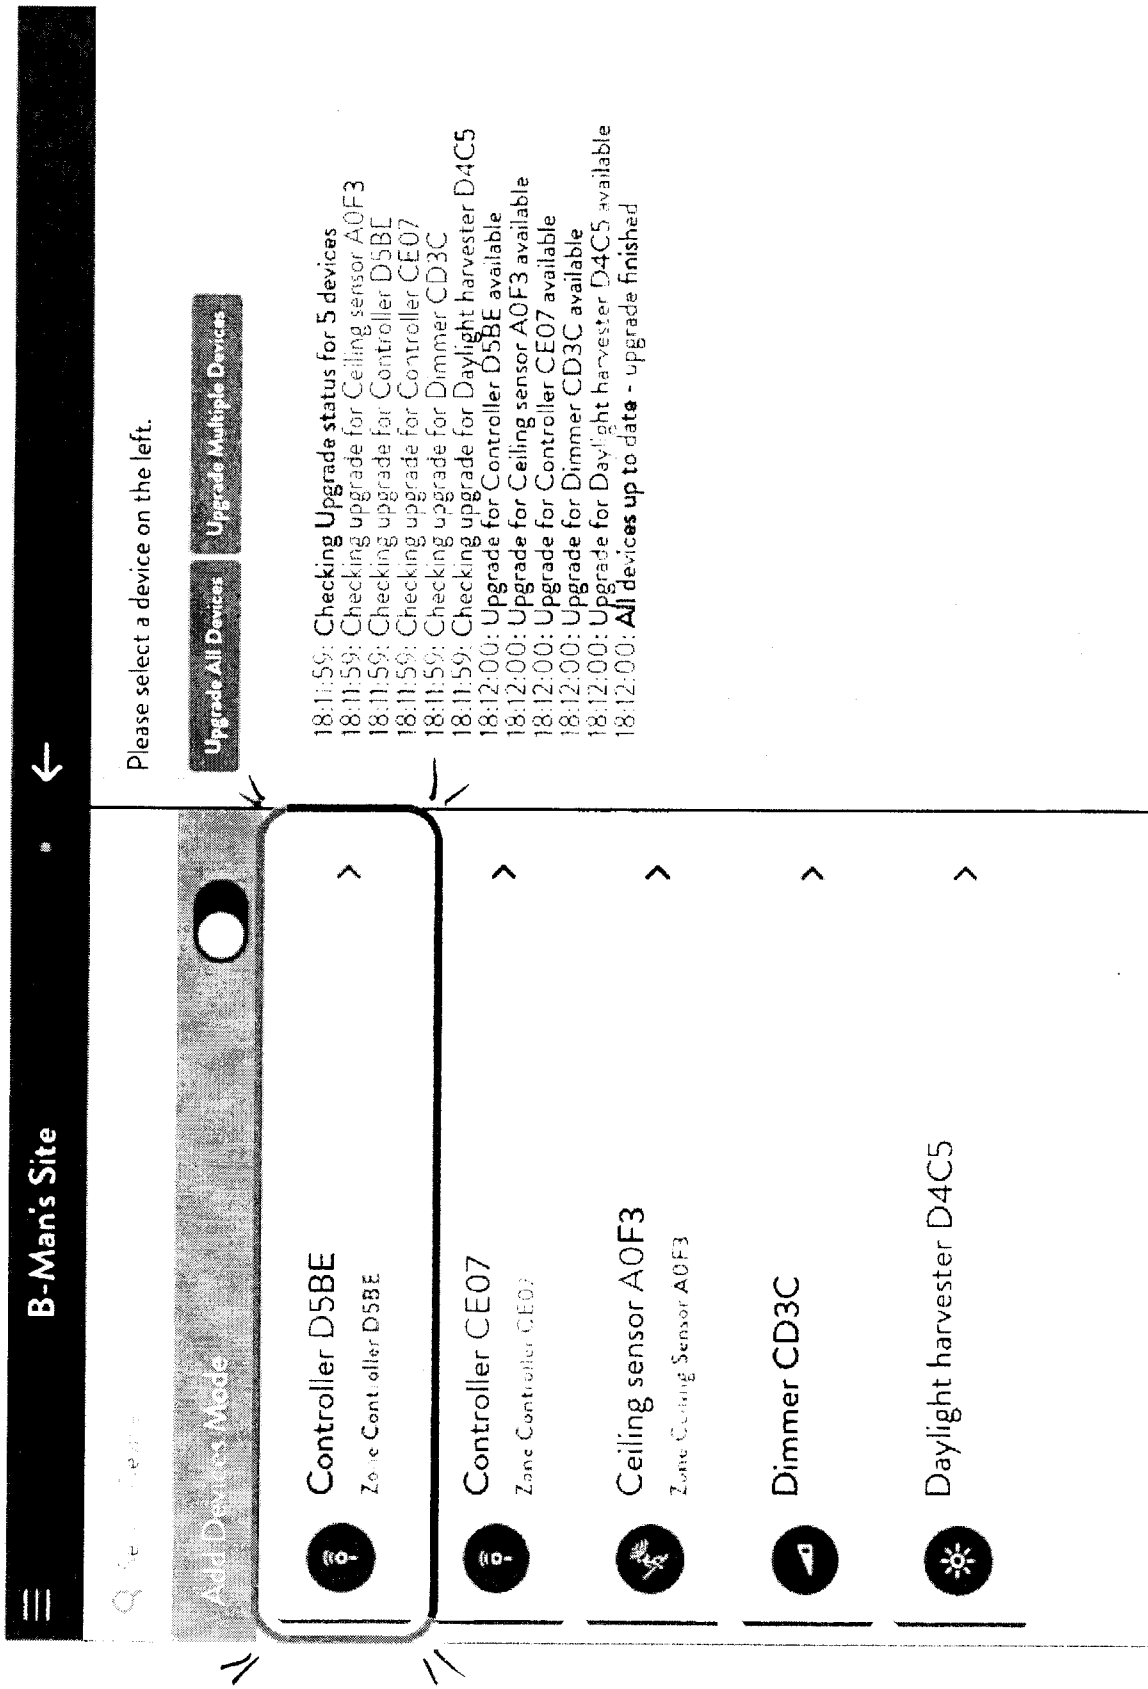 B-Man's Site
Add Devices Mode
Controller D5BE
Zone Controller D5BE
Controller CE07
Zone Controller CE07
Ceiling sensor A0F3
Zone Ceiling Sensor A0F3
Dimmer CD3C
Daylight harvester D4C5
Please select a device on the left.
Upgrade All Devices
Upgrade Multiple Devices
18:11:59: Checking Upgrade status for 5 devices
18:11:59: Checking upgrade for Ceiling sensor A0F3
18:11:59: Checking upgrade for Controller D5BE
18:11:59: Checking upgrade for Controller CE07
18:11:59: Checking upgrade for Dimmer CD3C
18:11:59: Checking upgrade for Daylight harvester D4C5
18:12:00: Upgrade for Controller D5BE available
18:12:00: Upgrade for Ceiling sensor A0F3 available
18:12:00: Upgrade for Controller CE07 available
18:12:00: Upgrade for Dimmer CD3C available
18:12:00: Upgrade for Daylight harvester D4C5 available
18:12:00: All devices up to date - upgrade finished